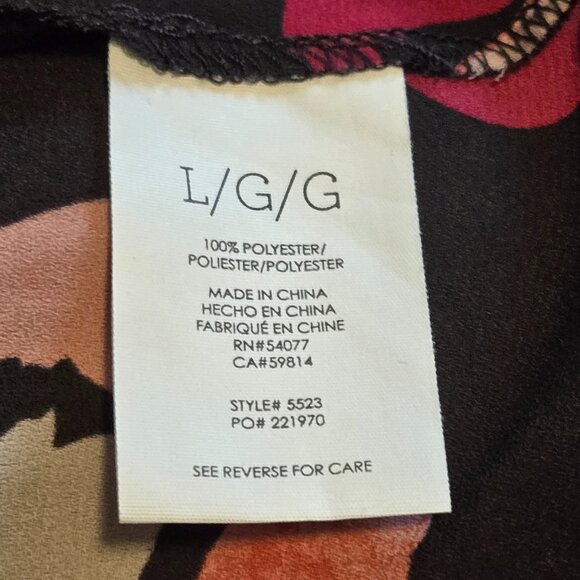 L/G/G
100% POLYESTER/
POLIESTER/POLYESTER
MADE IN CHINA
HECHO EN CHINA
FABRIQUÉ EN CHINE
RN#54077
CA#59814
STYLE# 5523
PO# 221970
SEE REVERSE FOR CARE